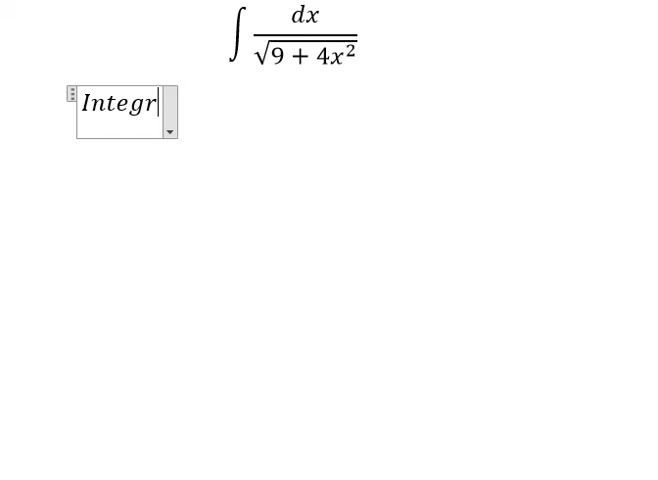 ∫ dx / √(9 + 4x²)
Integr